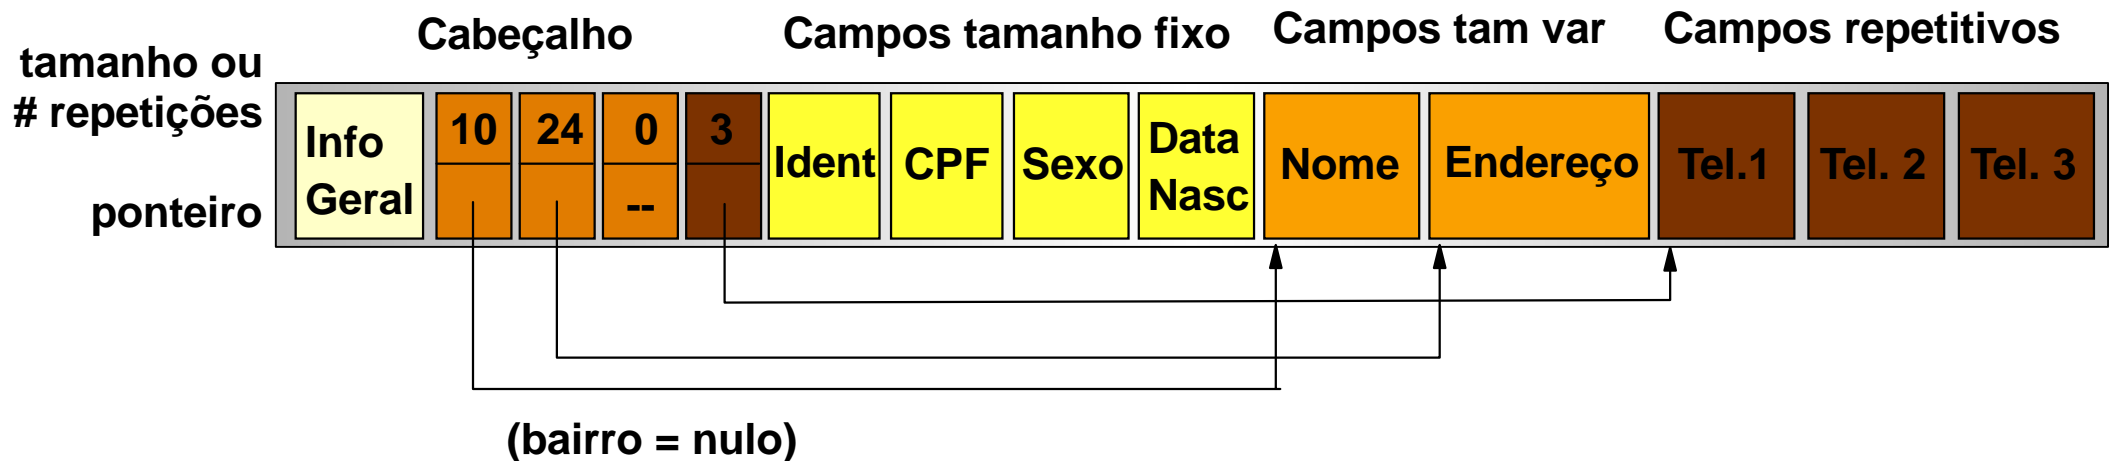 Cabeçalho
Campos tamanho fixo
Campos tam var
Campos repetitivos
tamanho ou
# repetições
ponteiro
Info
Geral
10
24
0
3
--
Ident
CPF
Sexo
Data
Nasc
Nome
Endereço
Tel.1
Tel. 2
Tel. 3
(bairro = nulo)